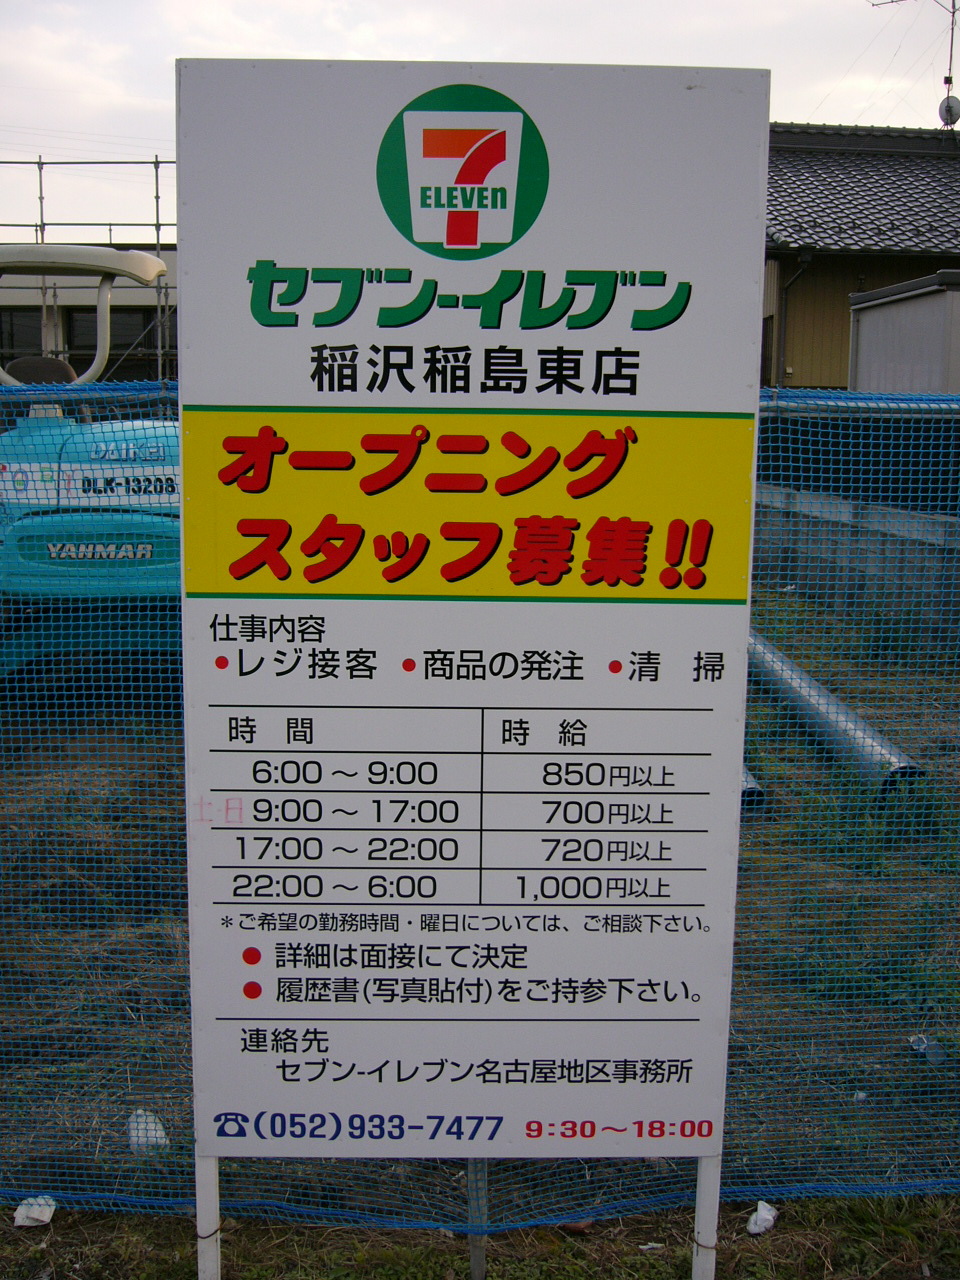 7
ELEVEn
セブン-イレブン
稲沢稲島東店
オープニング
スタッフ募集!!
仕事内容
●レジ接客 ●商品の発注 ●清 掃
時 間 時 給
6:00～9:00 850円以上
土・日 9:00～17:00 700円以上
17:00～22:00 720円以上
22:00～6:00 1,000円以上
*ご希望の勤務時間・曜日については、ご相談下さい。
● 詳細は面接にて決定
● 履歴書(写真貼付)をご持参下さい。
連絡先
セブン-イレブン名古屋地区事務所
☎(052)933-7477 9:30～18:00
DAIKEI
YANMAR